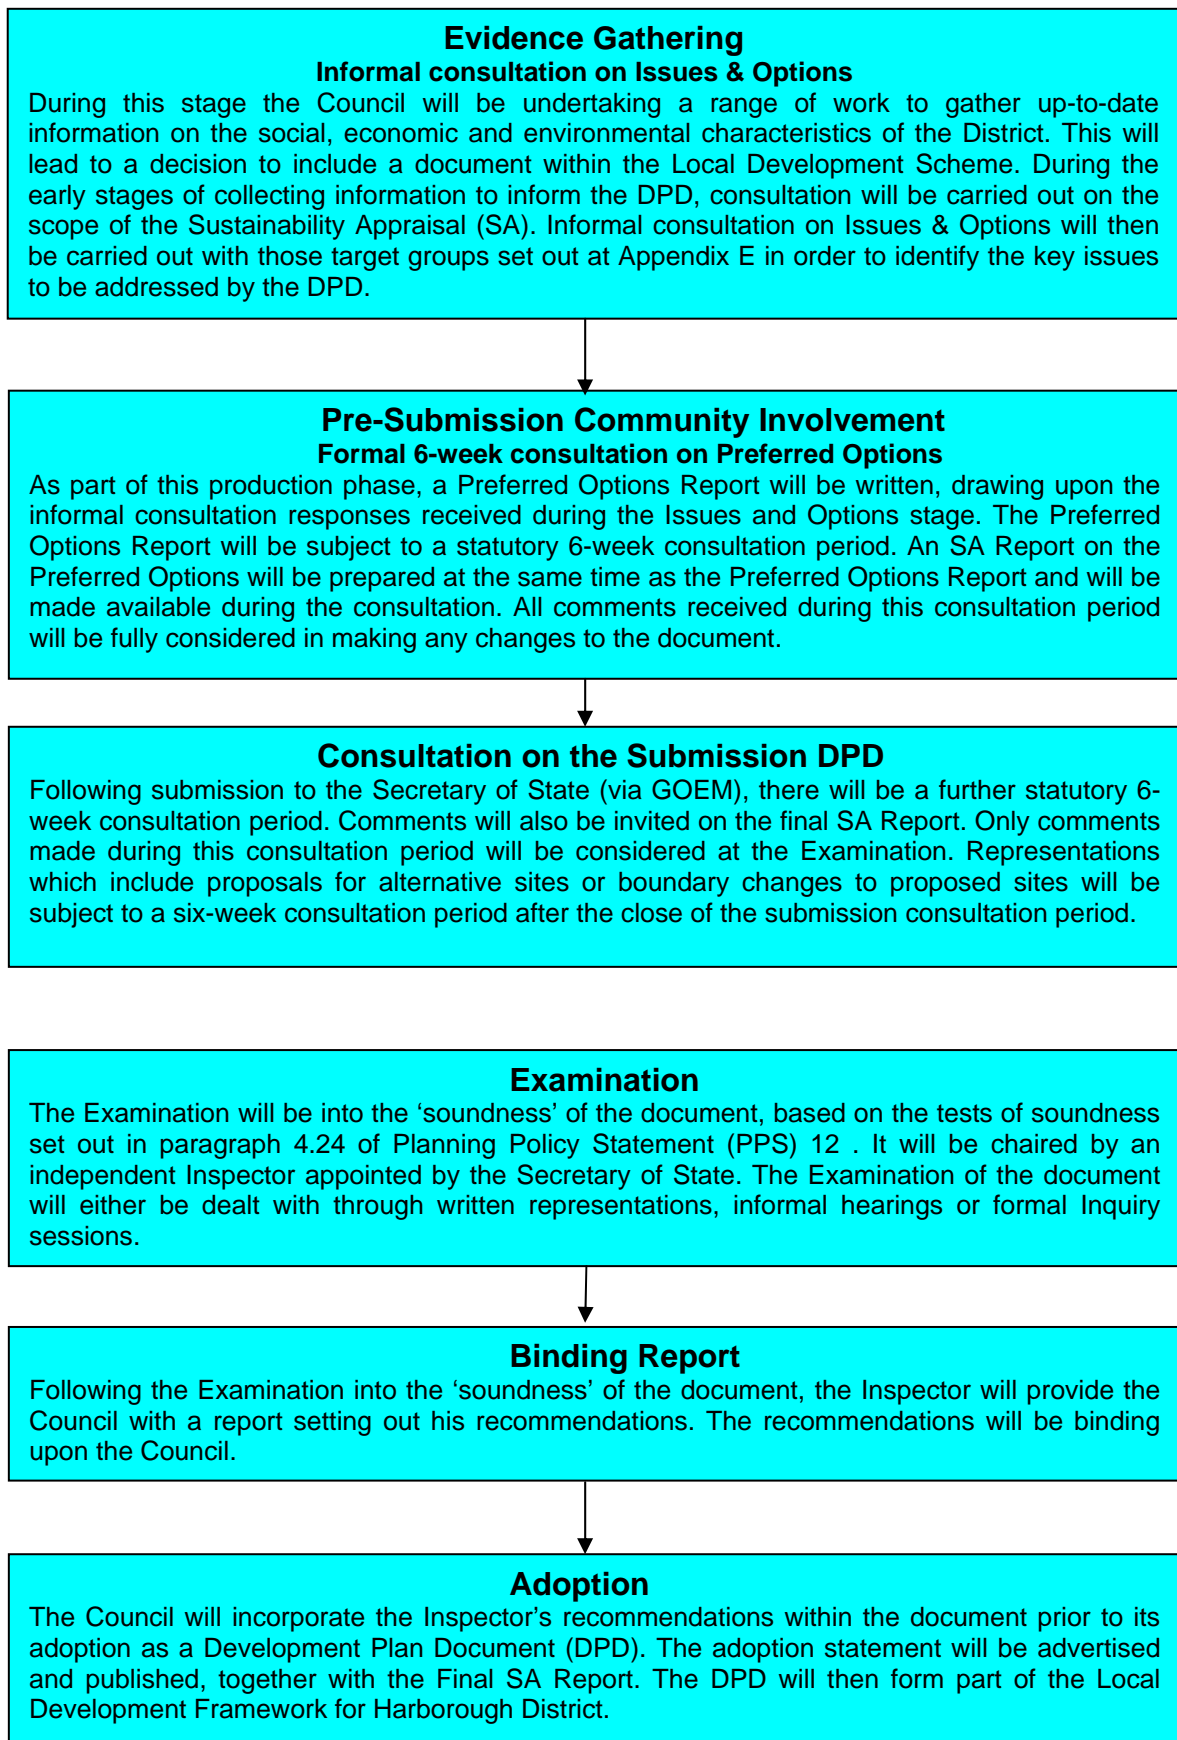 Evidence Gathering
Informal consultation on Issues & Options
During this stage the Council will be undertaking a range of work to gather up-to-date
information on the social, economic and environmental characteristics of the District. This will
lead to a decision to include a document within the Local Development Scheme. During the
early stages of collecting information to inform the DPD, consultation will be carried out on the
scope of the Sustainability Appraisal (SA). Informal consultation on Issues & Options will then
be carried out with those target groups set out at Appendix E in order to identify the key issues
to be addressed by the DPD.
Pre-Submission Community Involvement
Formal 6-week consultation on Preferred Options
As part of this production phase, a Preferred Options Report will be written, drawing upon the
informal consultation responses received during the Issues and Options stage. The Preferred
Options Report will be subject to a statutory 6-week consultation period. An SA Report on the
Preferred Options will be prepared at the same time as the Preferred Options Report and will be
made available during the consultation. All comments received during this consultation period
will be fully considered in making any changes to the document.
Consultation on the Submission DPD
Following submission to the Secretary of State (via GOEM), there will be a further statutory 6-
week consultation period. Comments will also be invited on the final SA Report. Only comments
made during this consultation period will be considered at the Examination. Representations
which include proposals for alternative sites or boundary changes to proposed sites will be
subject to a six-week consultation period after the close of the submission consultation period.
Examination
The Examination will be into the ‘soundness’ of the document, based on the tests of soundness
set out in paragraph 4.24 of Planning Policy Statement (PPS) 12 . It will be chaired by an
independent Inspector appointed by the Secretary of State. The Examination of the document
will either be dealt with through written representations, informal hearings or formal Inquiry
sessions.
Binding Report
Following the Examination into the ‘soundness’ of the document, the Inspector will provide the
Council with a report setting out his recommendations. The recommendations will be binding
upon the Council.
Adoption
The Council will incorporate the Inspector’s recommendations within the document prior to its
adoption as a Development Plan Document (DPD). The adoption statement will be advertised
and published, together with the Final SA Report. The DPD will then form part of the Local
Development Framework for Harborough District.